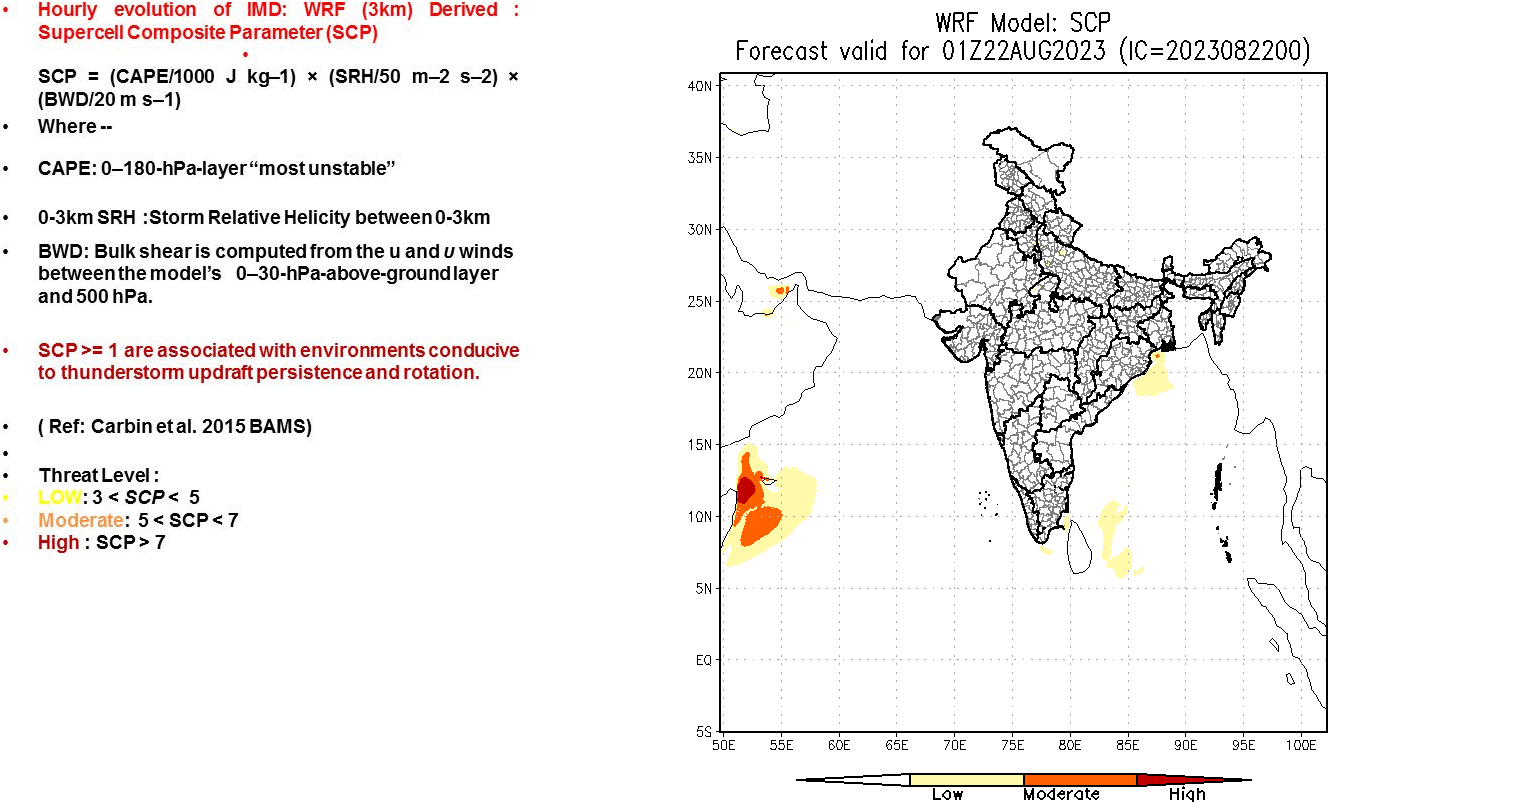 • Hourly evolution of IMD: WRF (3km) Derived :
Supercell Composite Parameter (SCP)
•
SCP = (CAPE/1000 J kg–1) × (SRH/50 m–2 s–2) ×
(BWD/20 m s–1)
• Where --
• CAPE: 0–180-hPa-layer “most unstable”
• 0-3km SRH :Storm Relative Helicity between 0-3km
• BWD: Bulk shear is computed from the u and υ winds
between the model’s 0–30-hPa-above-ground layer
and 500 hPa.
• SCP >= 1 are associated with environments conducive
to thunderstorm updraft persistence and rotation.
• ( Ref: Carbin et al. 2015 BAMS)
•
• Threat Level :
• LOW: 3 < SCP < 5
• Moderate: 5 < SCP < 7
• High : SCP > 7
WRF Model: SCP
Forecast valid for 01Z22AUG2023 (IC=2023082200)
40N
35N
30N
25N
20N
15N
10N
5N
EQ
5S
50E 55E 60E 65E 70E 75E 80E 85E 90E 95E 100E
Low Moderate High